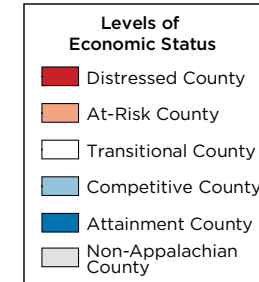 Levels of
Economic Status
Distressed County
At-Risk County
Transitional County
Competitive County
Attainment County
Non-Appalachian
County